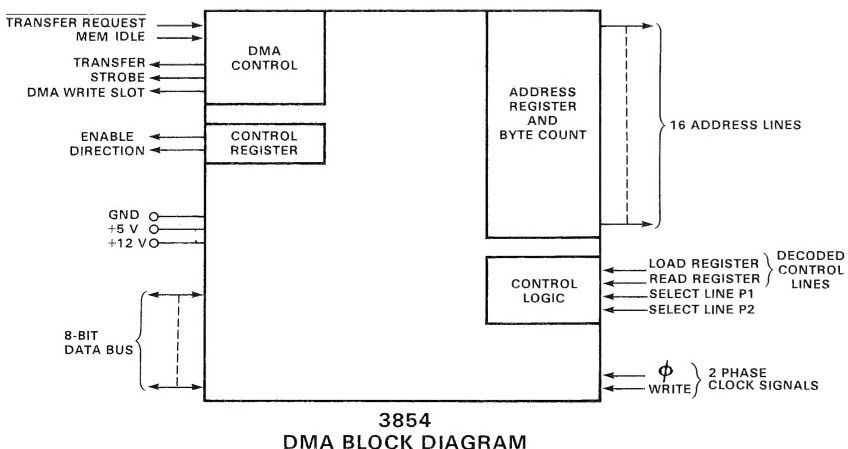 TRANSFER REQUEST
MEM IDLE
TRANSFER
STROBE
DMA WRITE SLOT
DMA
CONTROL
ENABLE
DIRECTION
CONTROL
REGISTER
GND
+5 V
+12 V
8-BIT
DATA BUS
ADDRESS
REGISTER
AND
BYTE COUNT
16 ADDRESS LINES
CONTROL
LOGIC
LOAD REGISTER
READ REGISTER
SELECT LINE P1
SELECT LINE P2
DECODED
CONTROL
LINES
ϕ
WRITE
2 PHASE
CLOCK SIGNALS
3854
DMA BLOCK DIAGRAM